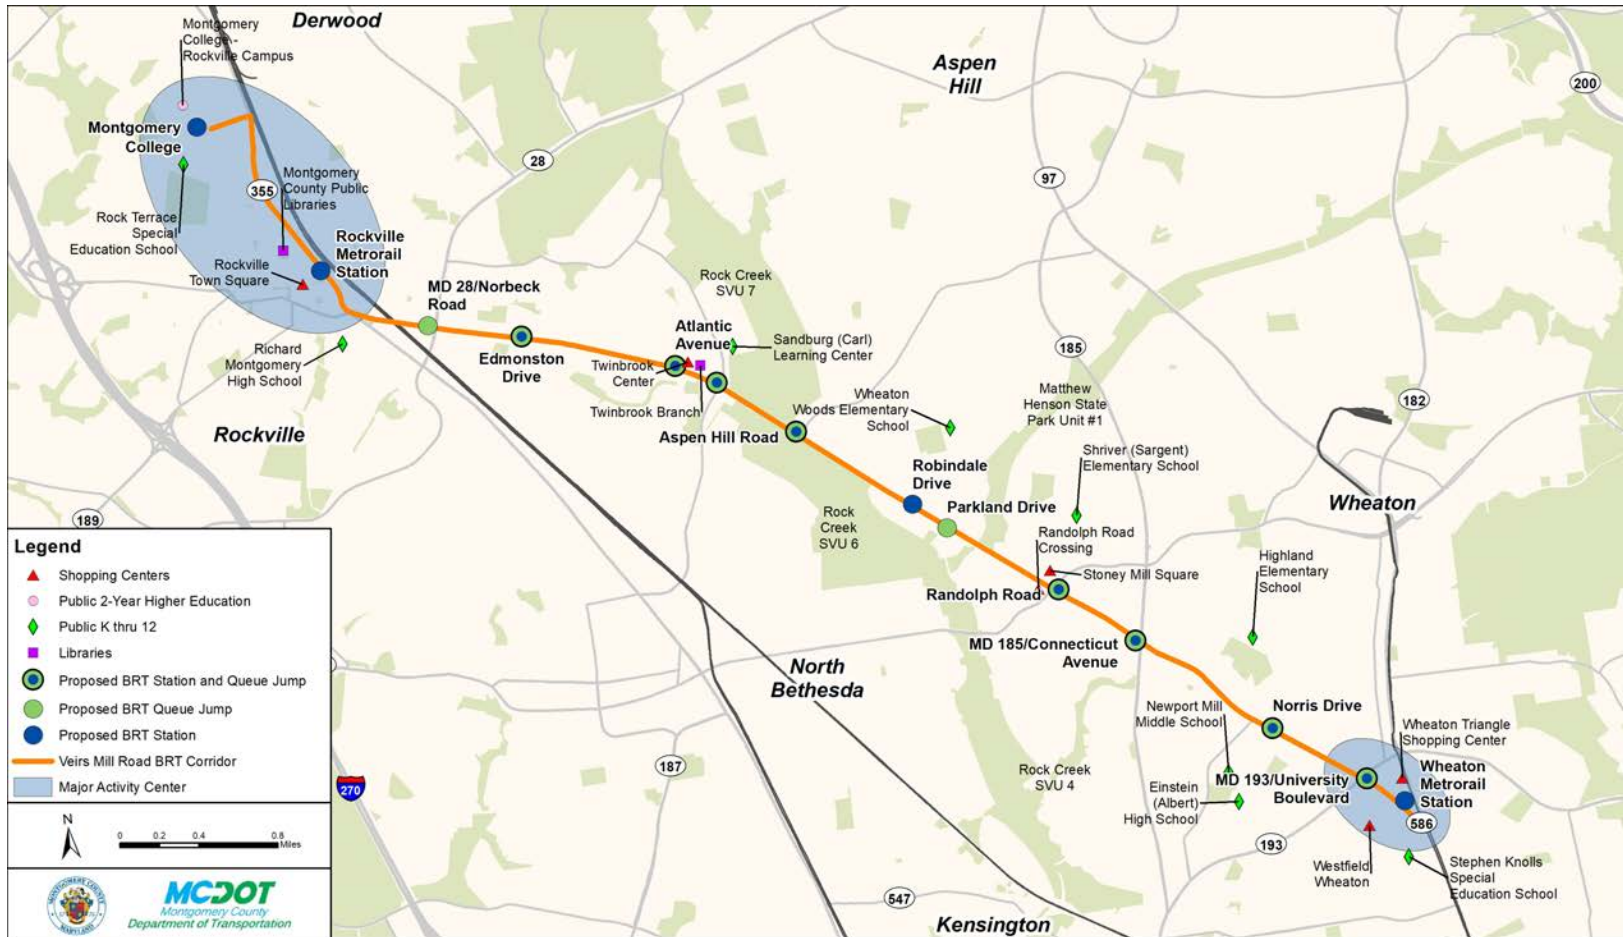 Derwood
Montgomery
College -
Rockville Campus
Aspen
Hill
200
Montgomery
College
28
97
355
Montgomery
County Public
Libraries
Rock Terrace
Special
Education School
Rockville
Metrorail
Station
Rockville
Town Square
MD 28/Norbeck
Road
Rock Creek
SVU 7
Atlantic
Avenue
Sandburg (Carl)
Learning Center
185
Richard
Montgomery
High School
Edmonston
Drive
Twinbrook
Center
Twinbrook Branch
Wheaton
Woods Elementary
School
Matthew
Henson State
Park Unit #1
182
Rockville
Aspen Hill Road
Shriver (Sargent)
Elementary School
Robindale
Drive
Parkland Drive
Wheaton
189
Rock
Creek
SVU 6
Randolph Road
Crossing
Stoney Mill Square
Highland
Elementary
School
Randolph Road
MD 185/Connecticut
Avenue
North
Bethesda
Newport Mill
Middle School
Norris Drive
Wheaton Triangle
Shopping Center
187
Rock Creek
SVU 4
Einstein
(Albert)
High School
MD 193/University
Boulevard
Wheaton
Metrorail
Station
270
586
193
Westfield
Wheaton
Stephen Knolls
Special
Education School
547
Kensington
Legend
Shopping Centers
Public 2-Year Higher Education
Public K thru 12
Libraries
Proposed BRT Station and Queue Jump
Proposed BRT Queue Jump
Proposed BRT Station
Veirs Mill Road BRT Corridor
Major Activity Center
N
0 0.2 0.4 0.8
Miles
MONTGOMERY COUNTY
MARYLAND
MCDOT
Montgomery County
Department of Transportation